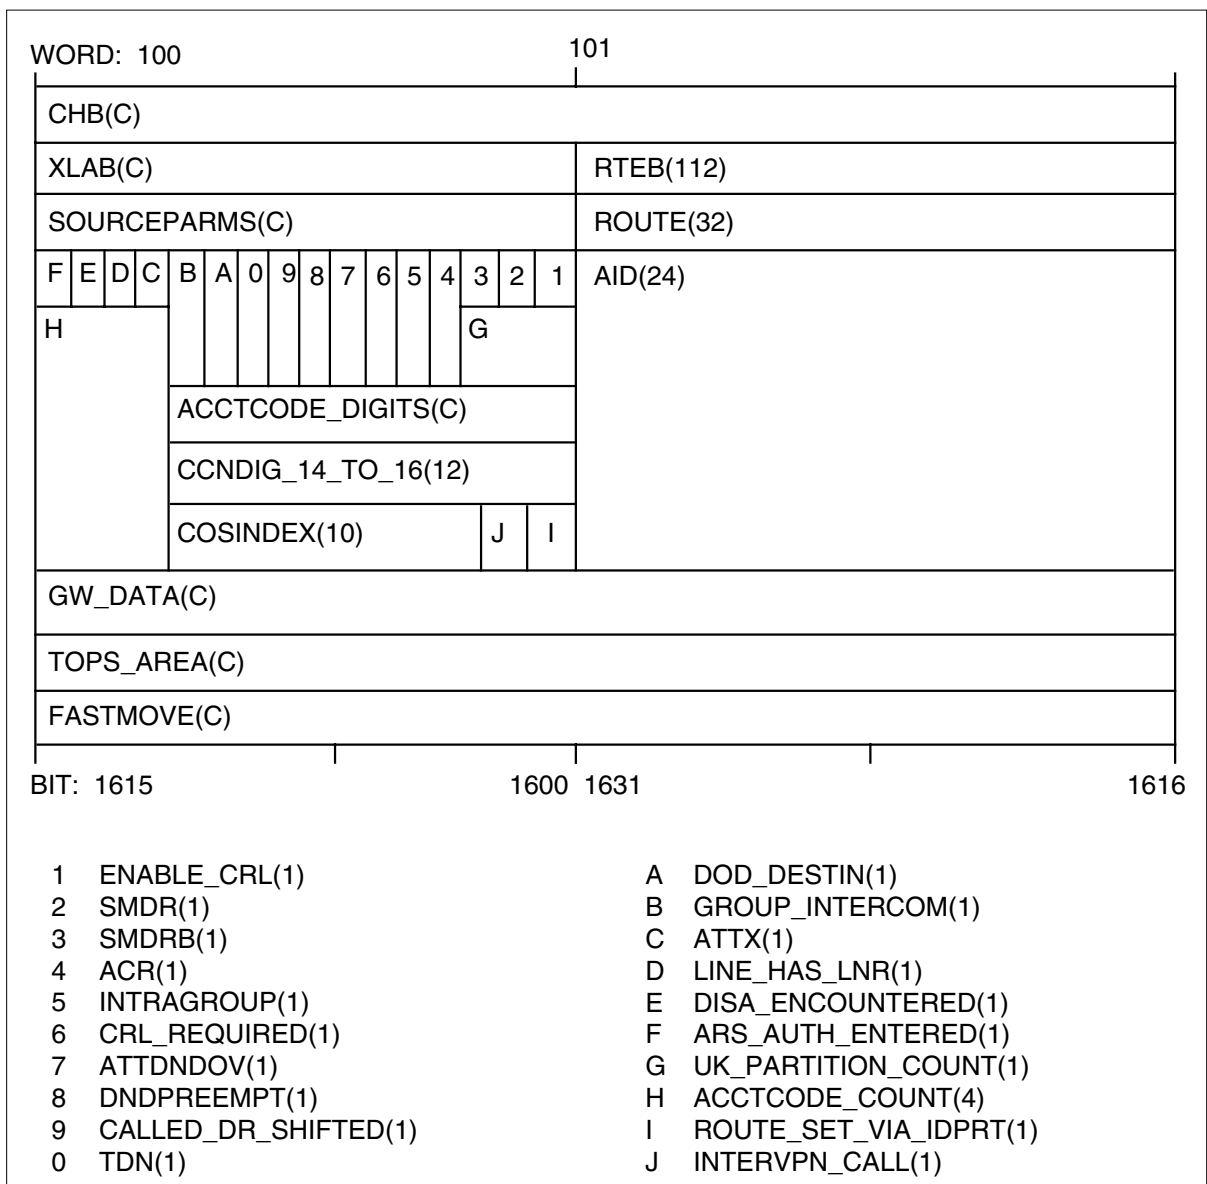 WORD: 100 101
CHB(C)
XLAB(C) RTEB(112)
SOURCEPARMS(C) ROUTE(32)
F E D C B A 0 9 8 7 6 5 4 3 2 1 AID(24)
H G
ACCTCODE_DIGITS(C)
CCNDIG_14_TO_16(12)
COSINDEX(10) J I
GW_DATA(C)
TOPS_AREA(C)
FASTMOVE(C)
BIT: 1615 1600 1631 1616
1 ENABLE_CRL(1)
2 SMDR(1)
3 SMDRB(1)
4 ACR(1)
5 INTRAGROUP(1)
6 CRL_REQUIRED(1)
7 ATTDNDOV(1)
8 DNDPREEMPT(1)
9 CALLED_DR_SHIFTED(1)
0 TDN(1)
A DOD_DESTIN(1)
B GROUP_INTERCOM(1)
C ATTX(1)
D LINE_HAS_LNR(1)
E DISA_ENCOUNTERED(1)
F ARS_AUTH_ENTERED(1)
G UK_PARTITION_COUNT(1)
H ACCTCODE_COUNT(4)
I ROUTE_SET_VIA_IDPRT(1)
J INTERVPN_CALL(1)